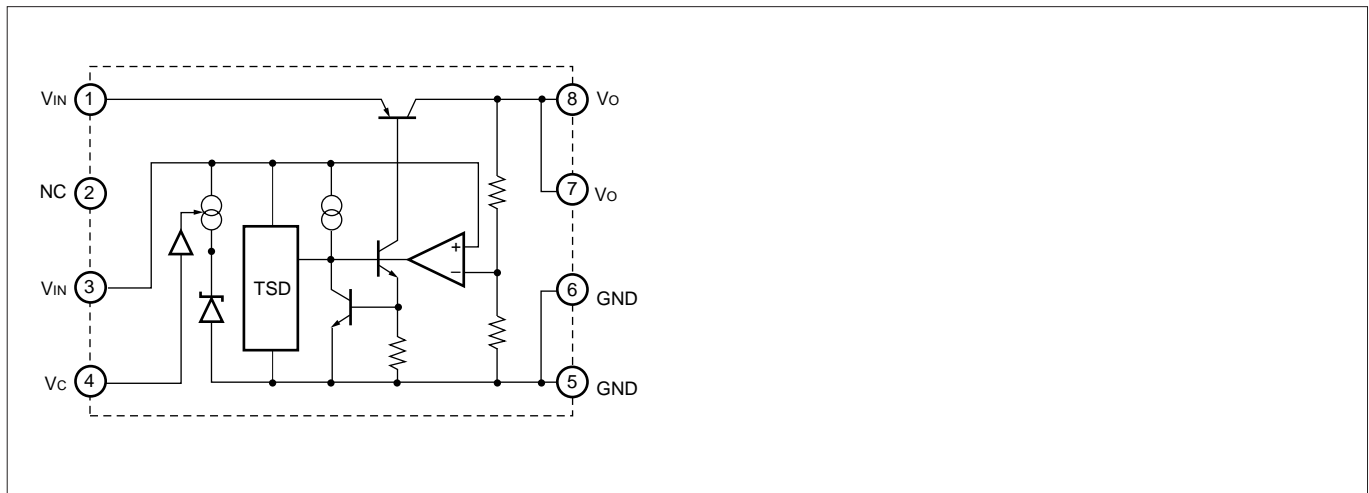 VIN 1
8 VO
NC 2
7 VO
+
−
VIN 3
TSD
6 GND
VC 4
5 GND